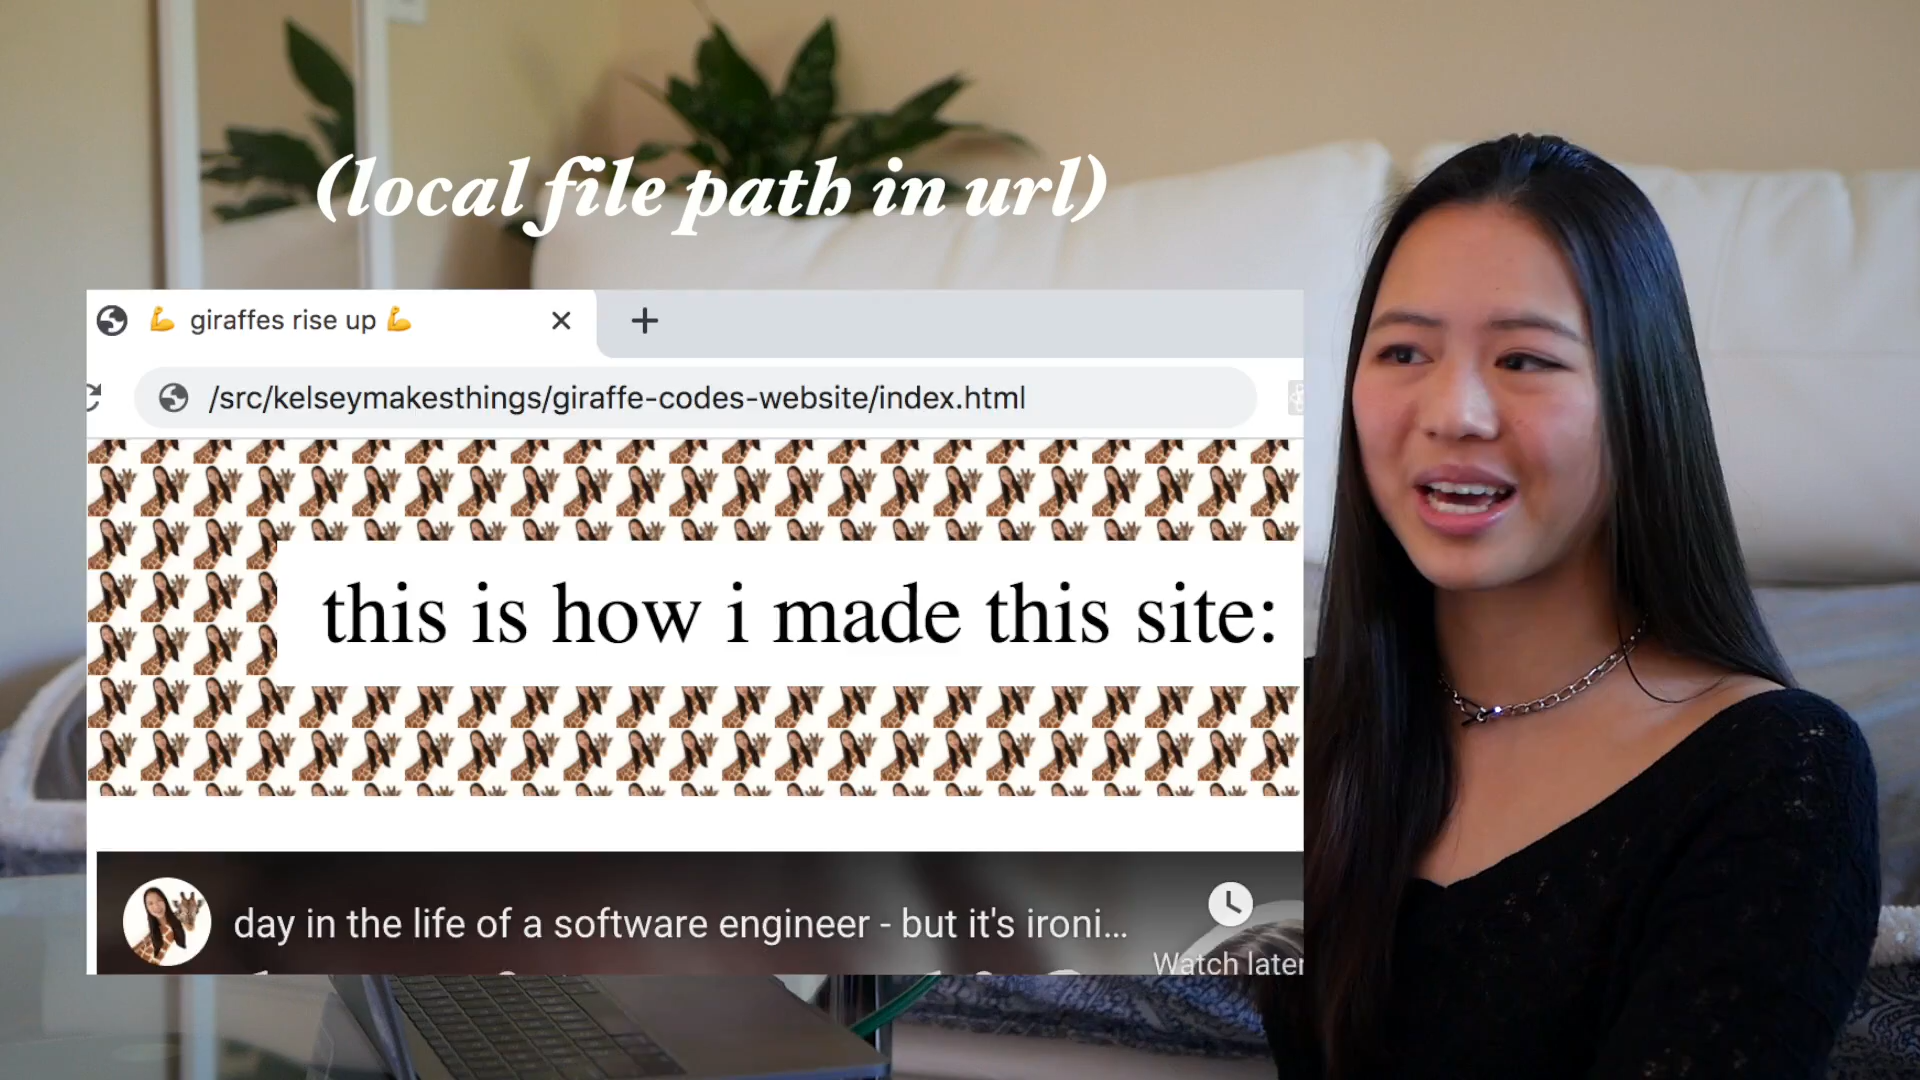 (local file path in url)
💪 giraffes rise up 💪
/src/kelseymakesthings/giraffe-codes-website/index.html
this is how i made this site:
day in the life of a software engineer - but it's ironi...
Watch later